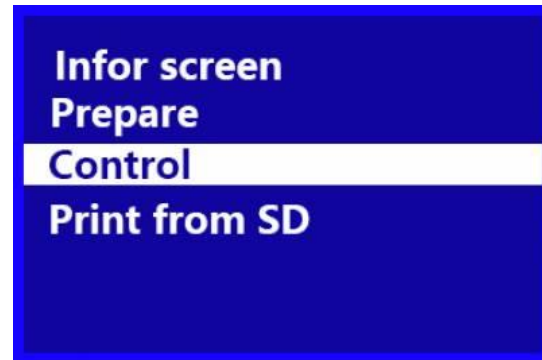 Infor screen
Prepare
Control
Print from SD